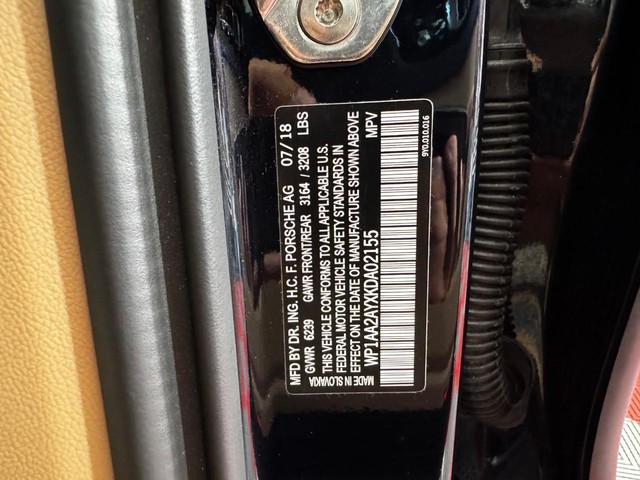 MFD BY DR. ING. H.C. F. PORSCHE AG 07/18
GVWR 6239 GAWR FRONT/REAR 3164 / 3208 LBS
THIS VEHICLE CONFORMS TO ALL APPLICABLE U.S.
FEDERAL MOTOR VEHICLE SAFETY STANDARDS IN
EFFECT ON THE DATE OF MANUFACTURE SHOWN ABOVE
WP1AA2AYXKDA02155 MPV
MADE IN SLOVAKIA
9Y0.010.016